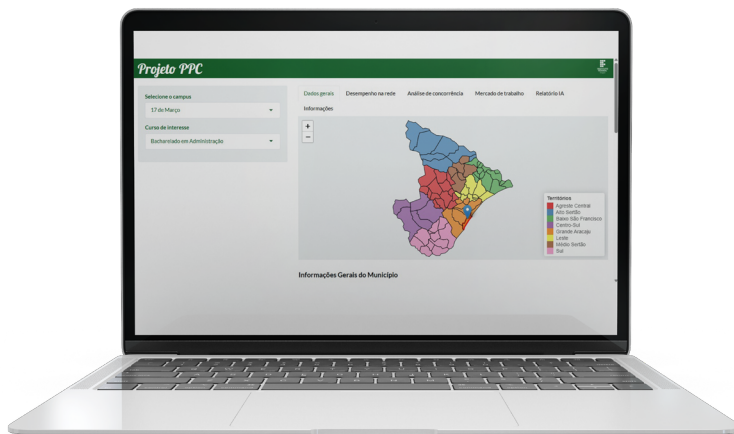 Projeto PPC
Selecione o campus
17 de Março
Curso de interesse
Bacharelado em Administração
Dados gerais Desempenho na rede Análise de concorrência Mercado de trabalho Relatório IA
Informações
+
−
Territórios
Agreste Central
Alto Sertão
Baixo São Francisco
Centro-Sul
Grande Aracaju
Leste
Médio Sertão
Sul
Informações Gerais do Município